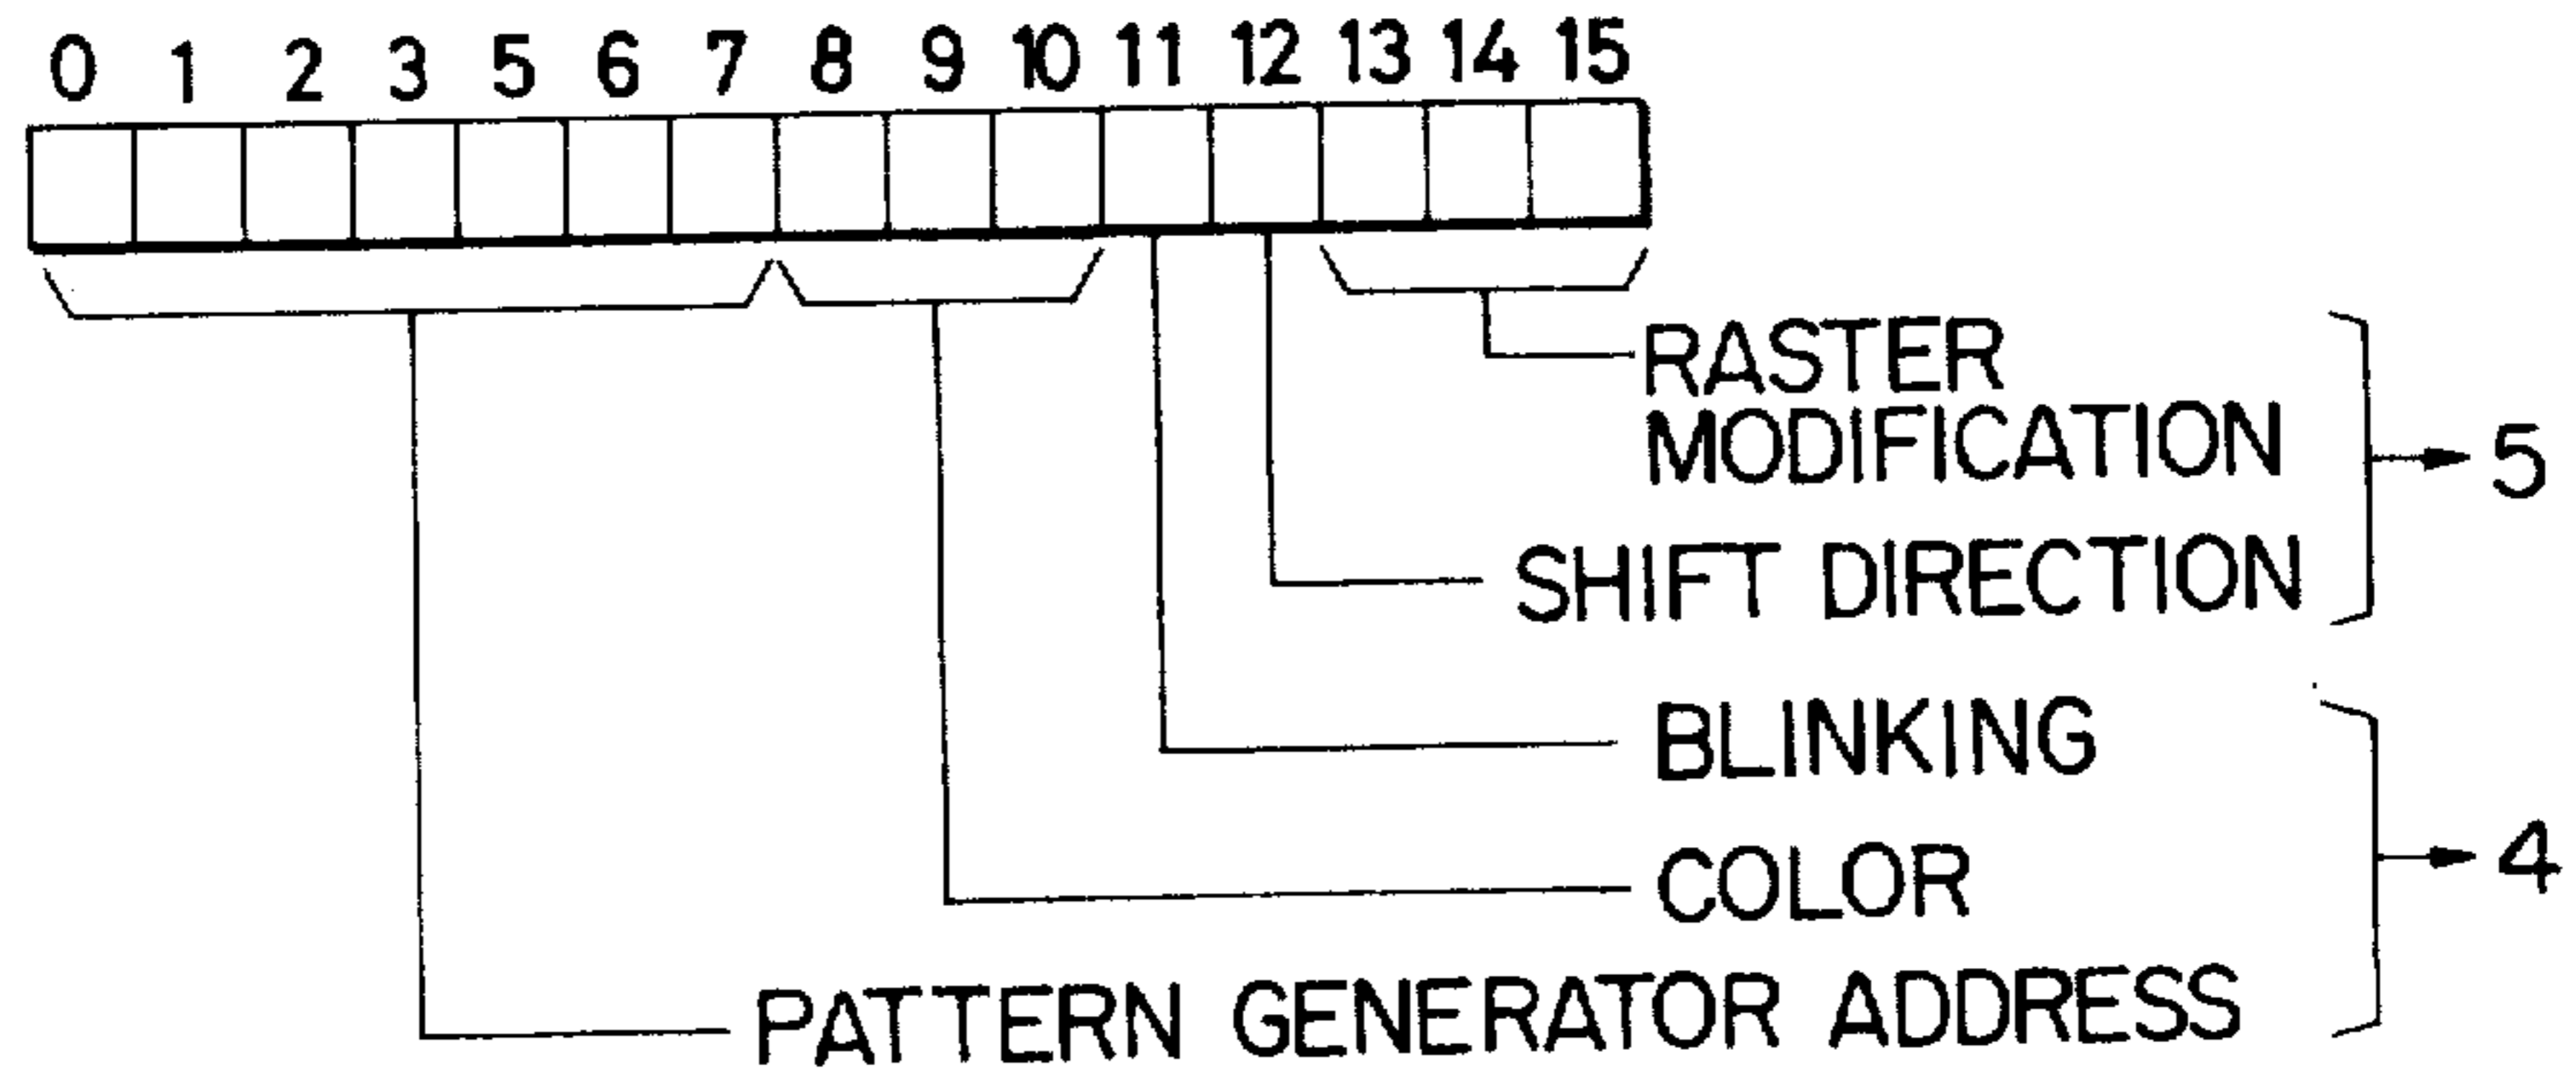 0 1 2 3 5 6 7 8 9 10 11 12 13 14 15
RASTER
MODIFICATION
5
SHIFT DIRECTION
BLINKING
COLOR
4
PATTERN GENERATOR ADDRESS